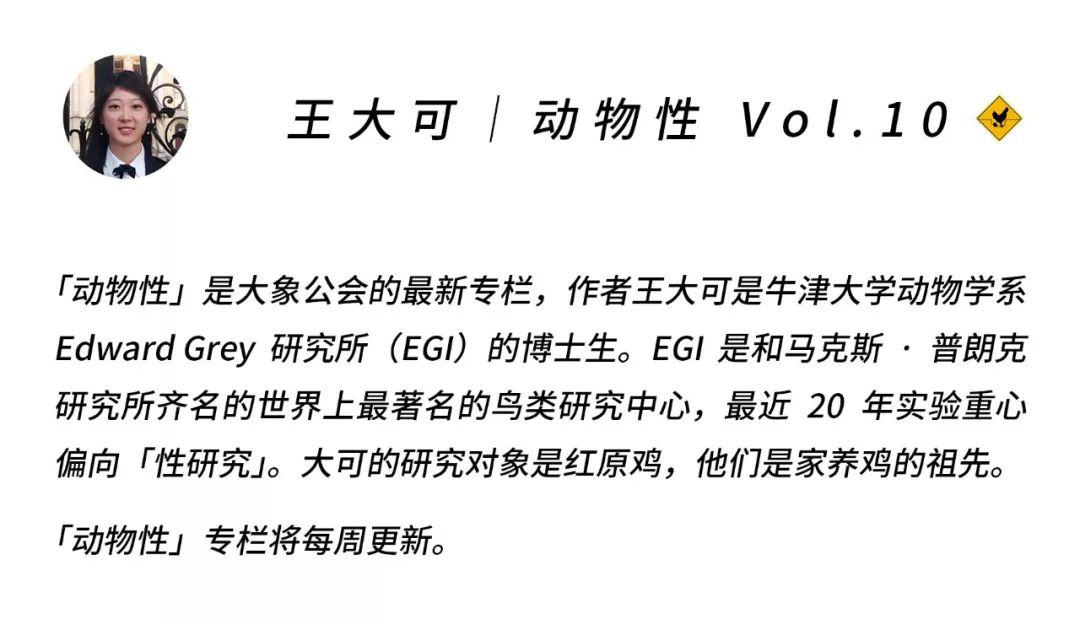 王大可｜动物性 Vol.10
「动物性」是大象公会的最新专栏，作者王大可是牛津大学动物学系
Edward Grey 研究所（EGI）的博士生。EGI 是和马克斯 · 普朗克
研究所齐名的世界上最著名的鸟类研究中心，最近 20 年实验重心
偏向「性研究」。大可的研究对象是红原鸡，他们是家养鸡的祖先。
「动物性」专栏将每周更新。